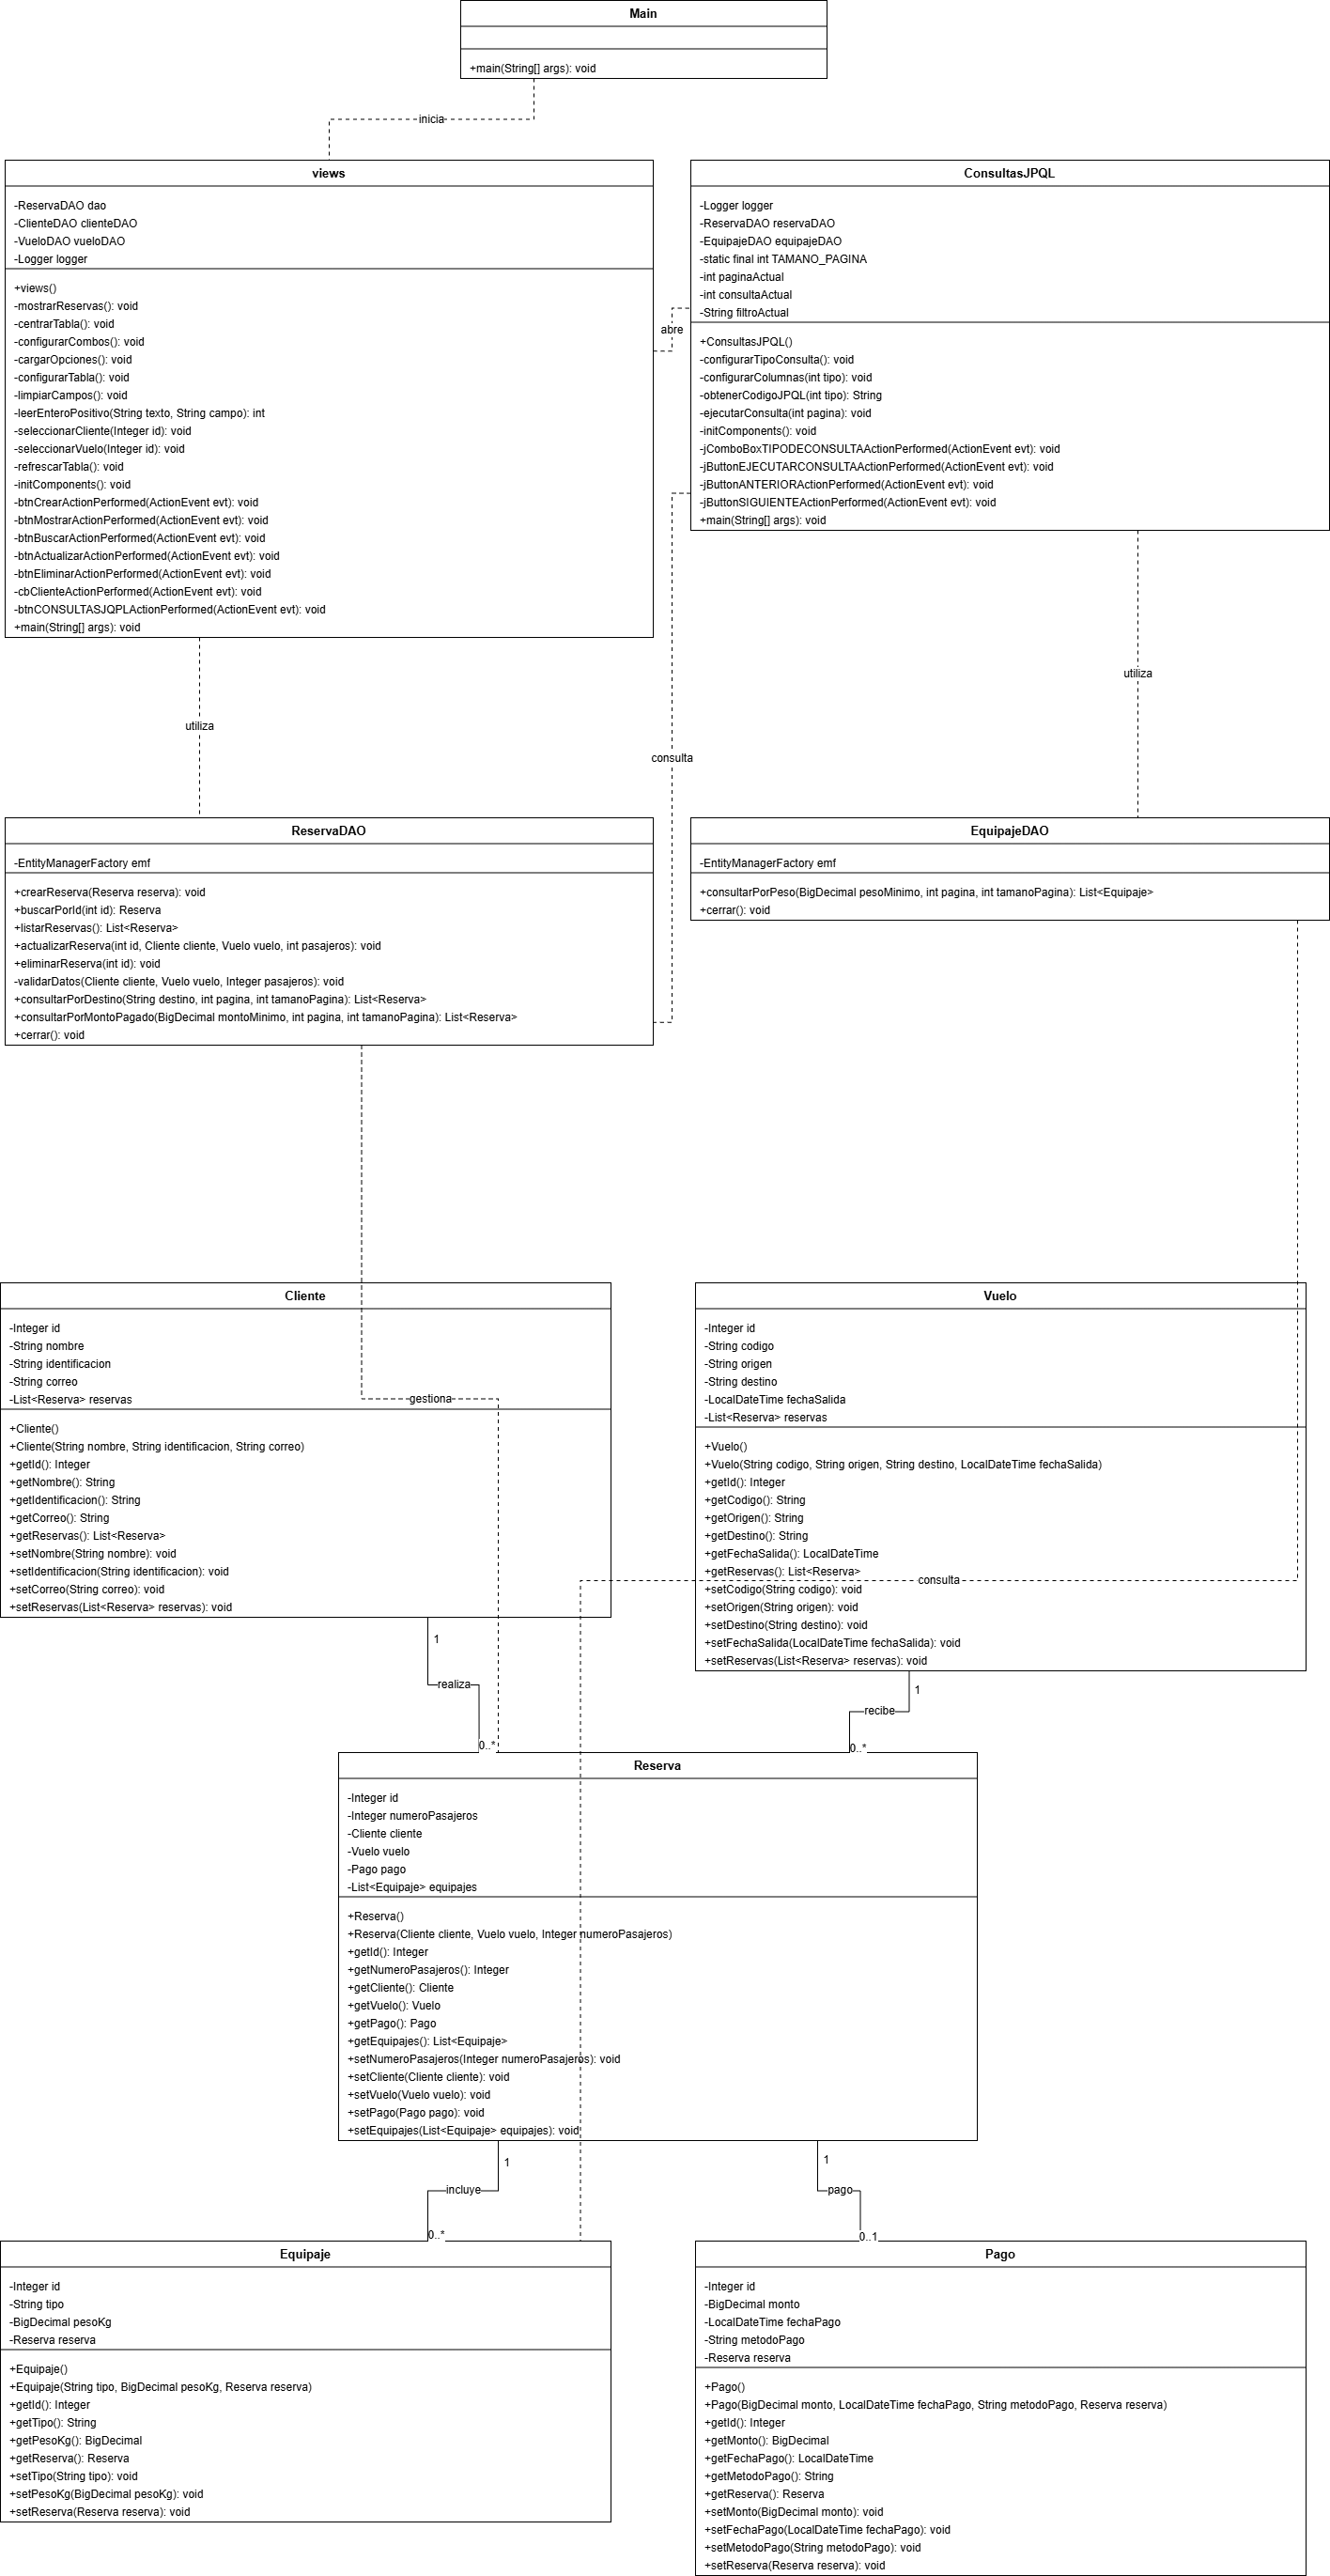 Main
+main(String[] args): void
inicia
views
-ReservaDAO dao
-ClienteDAO clienteDAO
-VueloDAO vueloDAO
-Logger logger
+views()
-mostrarReservas(): void
-centrarTabla(): void
-configurarCombos(): void
-cargarOpciones(): void
-configurarTabla(): void
-limpiarCampos(): void
-leerEnteroPositivo(String texto, String campo): int
-seleccionarCliente(Integer id): void
-seleccionarVuelo(Integer id): void
-refrescarTabla(): void
-initComponents(): void
-btnCrearActionPerformed(ActionEvent evt): void
-btnMostrarActionPerformed(ActionEvent evt): void
-btnBuscarActionPerformed(ActionEvent evt): void
-btnActualizarActionPerformed(ActionEvent evt): void
-btnEliminarActionPerformed(ActionEvent evt): void
-cbClienteActionPerformed(ActionEvent evt): void
-btnCONSULTASJQPLActionPerformed(ActionEvent evt): void
+main(String[] args): void
abre
ConsultasJPQL
-Logger logger
-ReservaDAO reservaDAO
-EquipajeDAO equipajeDAO
-static final int TAMANO_PAGINA
-int paginaActual
-int consultaActual
-String filtroActual
+ConsultasJPQL()
-configurarTipoConsulta(): void
-configurarColumnas(int tipo): void
-obtenerCodigoJPQL(int tipo): String
-ejecutarConsulta(int pagina): void
-initComponents(): void
-jComboBoxTIPODECONSULTAActionPerformed(ActionEvent evt): void
-jButtonEJECUTARCONSULTAActionPerformed(ActionEvent evt): void
-jButtonANTERIORActionPerformed(ActionEvent evt): void
-jButtonSIGUIENTEActionPerformed(ActionEvent evt): void
+main(String[] args): void
utiliza
utiliza
consulta
ReservaDAO
-EntityManagerFactory emf
+crearReserva(Reserva reserva): void
+buscarPorId(int id): Reserva
+listarReservas(): List<Reserva>
+actualizarReserva(int id, Cliente cliente, Vuelo vuelo, int pasajeros): void
+eliminarReserva(int id): void
-validarDatos(Cliente cliente, Vuelo vuelo, Integer pasajeros): void
+consultarPorDestino(String destino, int pagina, int tamanoPagina): List<Reserva>
+consultarPorMontoPagado(BigDecimal montoMinimo, int pagina, int tamanoPagina): List<Reserva>
+cerrar(): void
EquipajeDAO
-EntityManagerFactory emf
+consultarPorPeso(BigDecimal pesoMinimo, int pagina, int tamanoPagina): List<Equipaje>
+cerrar(): void
Cliente
-Integer id
-String nombre
-String identificacion
-String correo
-List<Reserva> reservas
gestiona
+Cliente()
+Cliente(String nombre, String identificacion, String correo)
+getId(): Integer
+getNombre(): String
+getIdentificacion(): String
+getCorreo(): String
+getReservas(): List<Reserva>
+setNombre(String nombre): void
+setIdentificacion(String identificacion): void
+setCorreo(String correo): void
+setReservas(List<Reserva> reservas): void
Vuelo
-Integer id
-String codigo
-String origen
-String destino
-LocalDateTime fechaSalida
-List<Reserva> reservas
+Vuelo()
+Vuelo(String codigo, String origen, String destino, LocalDateTime fechaSalida)
+getId(): Integer
+getCodigo(): String
+getOrigen(): String
+getDestino(): String
+getFechaSalida(): LocalDateTime
+getReservas(): List<Reserva>
consulta
+setCodigo(String codigo): void
+setOrigen(String origen): void
+setDestino(String destino): void
+setFechaSalida(LocalDateTime fechaSalida): void
+setReservas(List<Reserva> reservas): void
1
realiza
0..*
1
recibe
0..*
Reserva
-Integer id
-Integer numeroPasajeros
-Cliente cliente
-Vuelo vuelo
-Pago pago
-List<Equipaje> equipajes
+Reserva()
+Reserva(Cliente cliente, Vuelo vuelo, Integer numeroPasajeros)
+getId(): Integer
+getNumeroPasajeros(): Integer
+getCliente(): Cliente
+getVuelo(): Vuelo
+getPago(): Pago
+getEquipajes(): List<Equipaje>
+setNumeroPasajeros(Integer numeroPasajeros): void
+setCliente(Cliente cliente): void
+setVuelo(Vuelo vuelo): void
+setPago(Pago pago): void
+setEquipajes(List<Equipaje> equipajes): void
1
incluye
0..*
1
pago
0..1
Equipaje
-Integer id
-String tipo
-BigDecimal pesoKg
-Reserva reserva
+Equipaje()
+Equipaje(String tipo, BigDecimal pesoKg, Reserva reserva)
+getId(): Integer
+getTipo(): String
+getPesoKg(): BigDecimal
+getReserva(): Reserva
+setTipo(String tipo): void
+setPesoKg(BigDecimal pesoKg): void
+setReserva(Reserva reserva): void
Pago
-Integer id
-BigDecimal monto
-LocalDateTime fechaPago
-String metodoPago
-Reserva reserva
+Pago()
+Pago(BigDecimal monto, LocalDateTime fechaPago, String metodoPago, Reserva reserva)
+getId(): Integer
+getMonto(): BigDecimal
+getFechaPago(): LocalDateTime
+getMetodoPago(): String
+getReserva(): Reserva
+setMonto(BigDecimal monto): void
+setFechaPago(LocalDateTime fechaPago): void
+setMetodoPago(String metodoPago): void
+setReserva(Reserva reserva): void